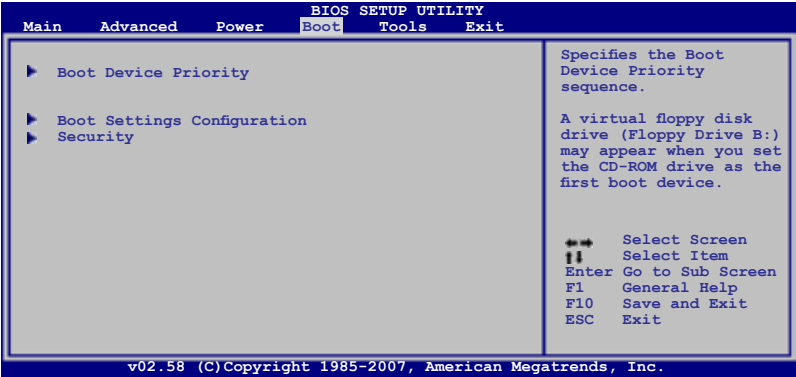 BIOS SETUP UTILITY
Main Advanced Power Boot Tools Exit
Boot Device Priority
Boot Settings Configuration
Security
Specifies the Boot
Device Priority
sequence.
A virtual floppy disk
drive (Floppy Drive B:)
may appear when you set
the CD-ROM drive as the
first boot device.
Select Screen
Select Item
Enter Go to Sub Screen
F1 General Help
F10 Save and Exit
ESC Exit
v02.58 (C)Copyright 1985-2007, American Megatrends, Inc.